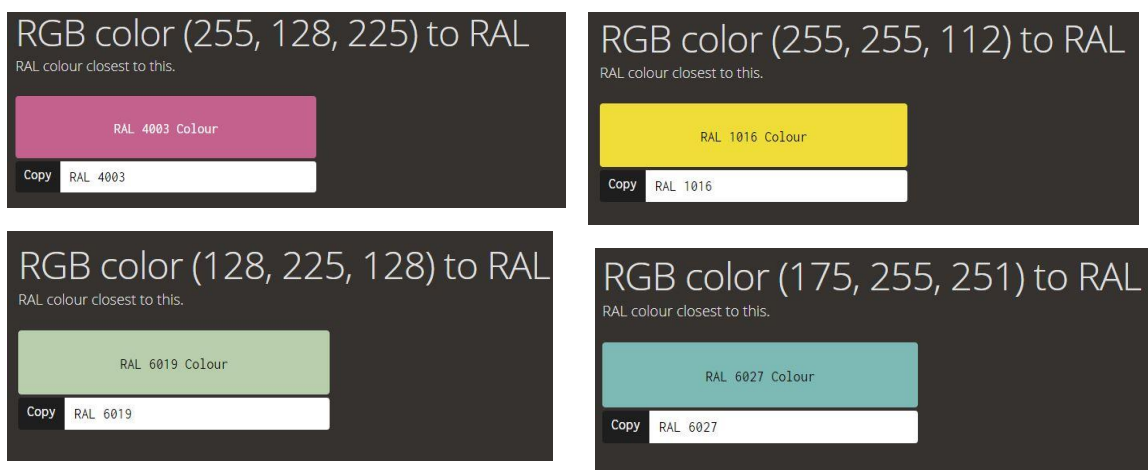 RGB color (255, 128, 225) to RAL
RAL colour closest to this.
RAL 4003 Colour
Copy RAL 4003
RGB color (255, 255, 112) to RAL
RAL colour closest to this.
RAL 1016 Colour
Copy RAL 1016
RGB color (128, 225, 128) to RAL
RAL colour closest to this.
RAL 6019 Colour
Copy RAL 6019
RGB color (175, 255, 251) to RAL
RAL colour closest to this.
RAL 6027 Colour
Copy RAL 6027